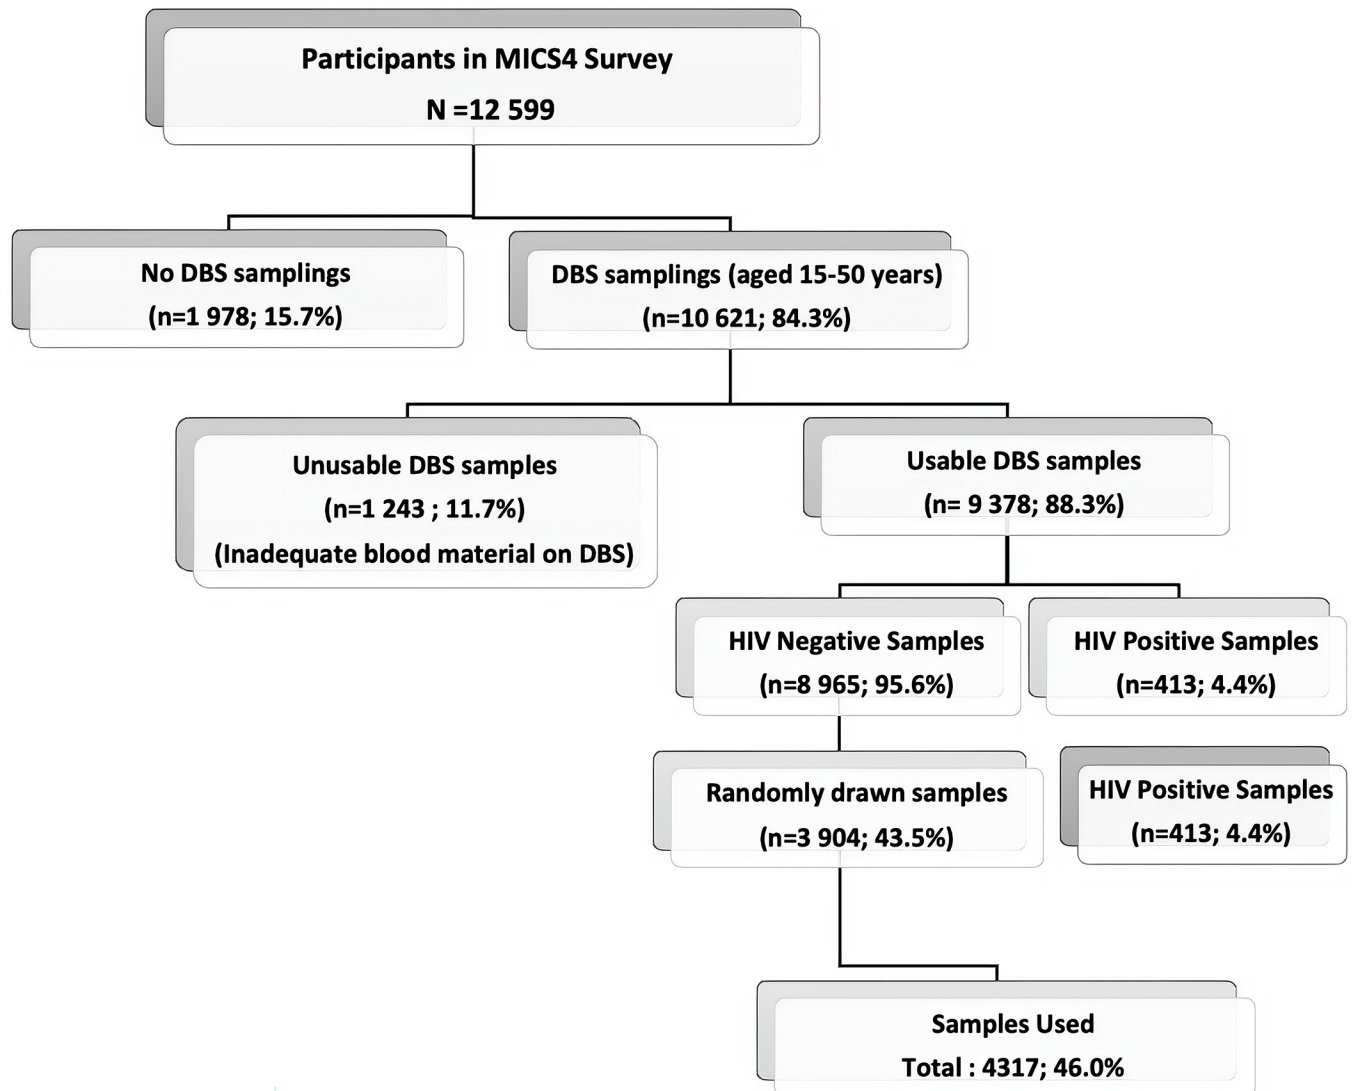 Participants in MICS4 Survey
N =12 599
No DBS samplings
(n=1 978; 15.7%)
DBS samplings (aged 15-50 years)
(n=10 621; 84.3%)
Unusable DBS samples
(n=1 243 ; 11.7%)
(Inadequate blood material on DBS)
Usable DBS samples
(n= 9 378; 88.3%)
HIV Negative Samples
(n=8 965; 95.6%)
HIV Positive Samples
(n=413; 4.4%)
Randomly drawn samples
(n=3 904; 43.5%)
HIV Positive Samples
(n=413; 4.4%)
Samples Used
Total : 4317; 46.0%